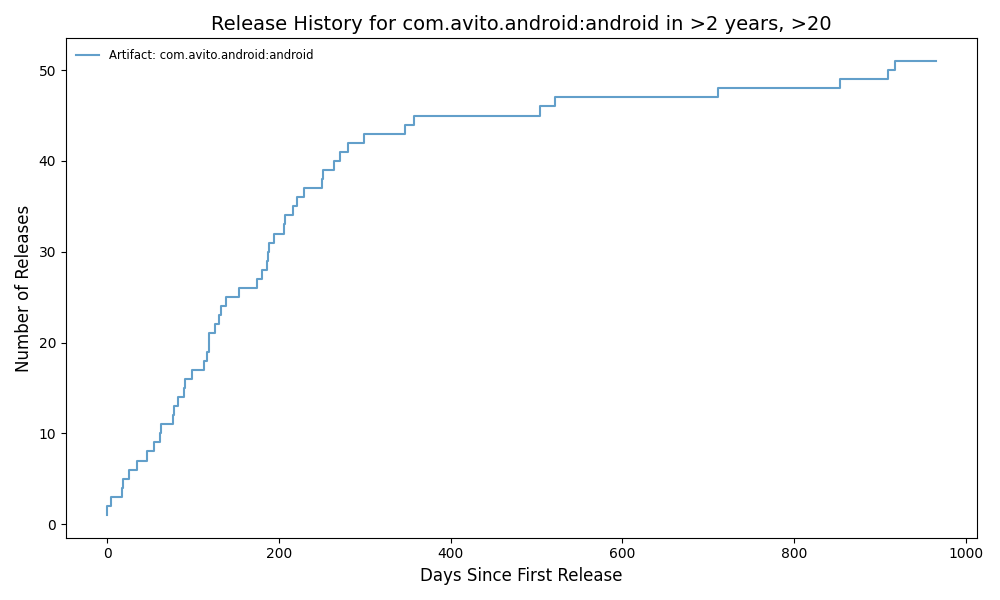 Release History for com.avito.android:android in >2 years, >20
Artifact: com.avito.android:android
Number of Releases
50
40
30
20
10
0
0 200 400 600 800 1000
Days Since First Release